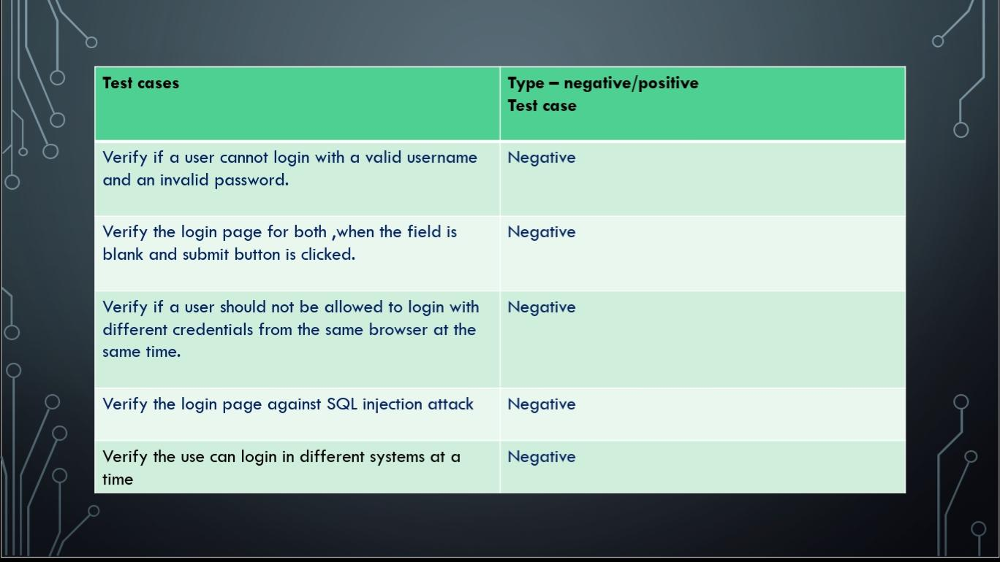 Test cases
Type – negative/positive
Test case
Verify if a user cannot login with a valid username
and an invalid password.
Negative
Verify the login page for both ,when the field is
blank and submit button is clicked.
Negative
Verify if a user should not be allowed to login with
different credentials from the same browser at the
same time.
Negative
Verify the login page against SQL injection attack
Negative
Verify the use can login in different systems at a
time
Negative